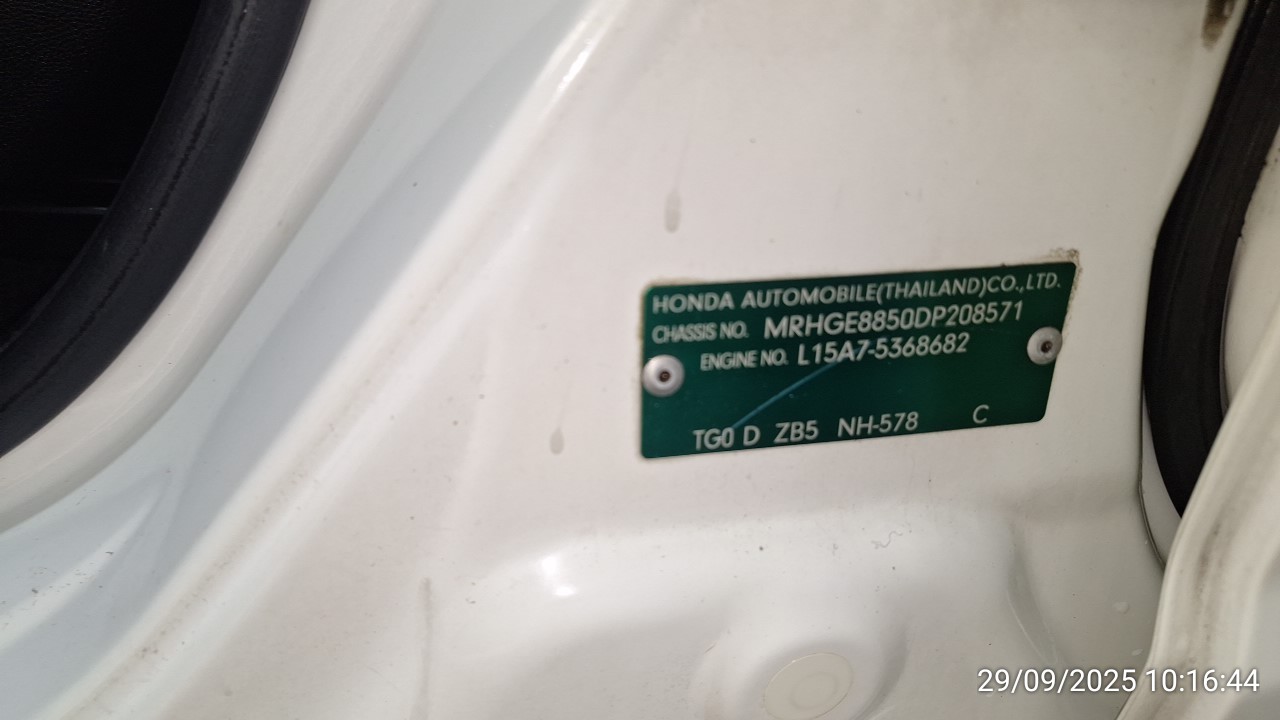 HONDA AUTOMOBILE(THAILAND)CO.,LTD.
CHASSIS NO. MRHGE8850DP208571
ENGINE NO. L15A7-5368682
TG0 D ZB5 NH-578 C
29/09/2025 10:16:44